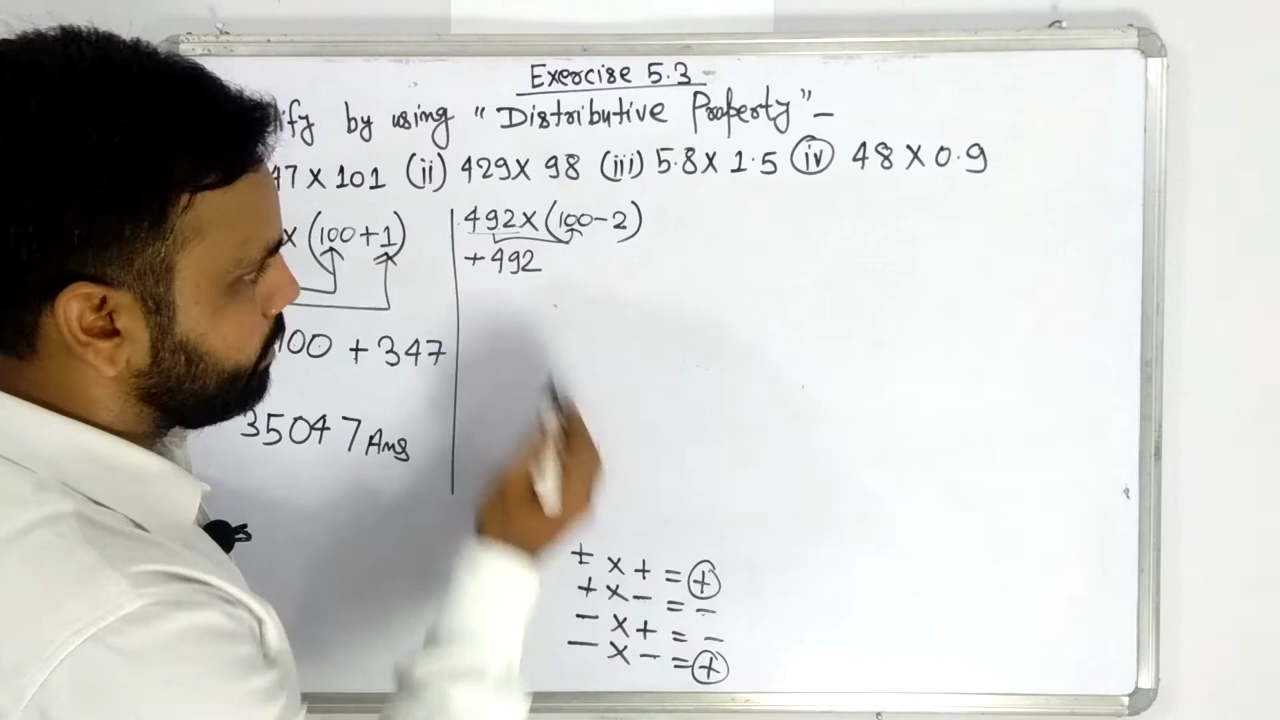 Exercise 5.3
ify by using "Distributive Property" -
47 X 101 (ii) 429 X 98 (iii) 5.8 X 1.5 (iv) 48 X 0.9
x (100+1)
100 + 347
35047 Ans
492 X (100-2)
+492
+ x + = +
+ x - = -
- x + = -
- x - = +